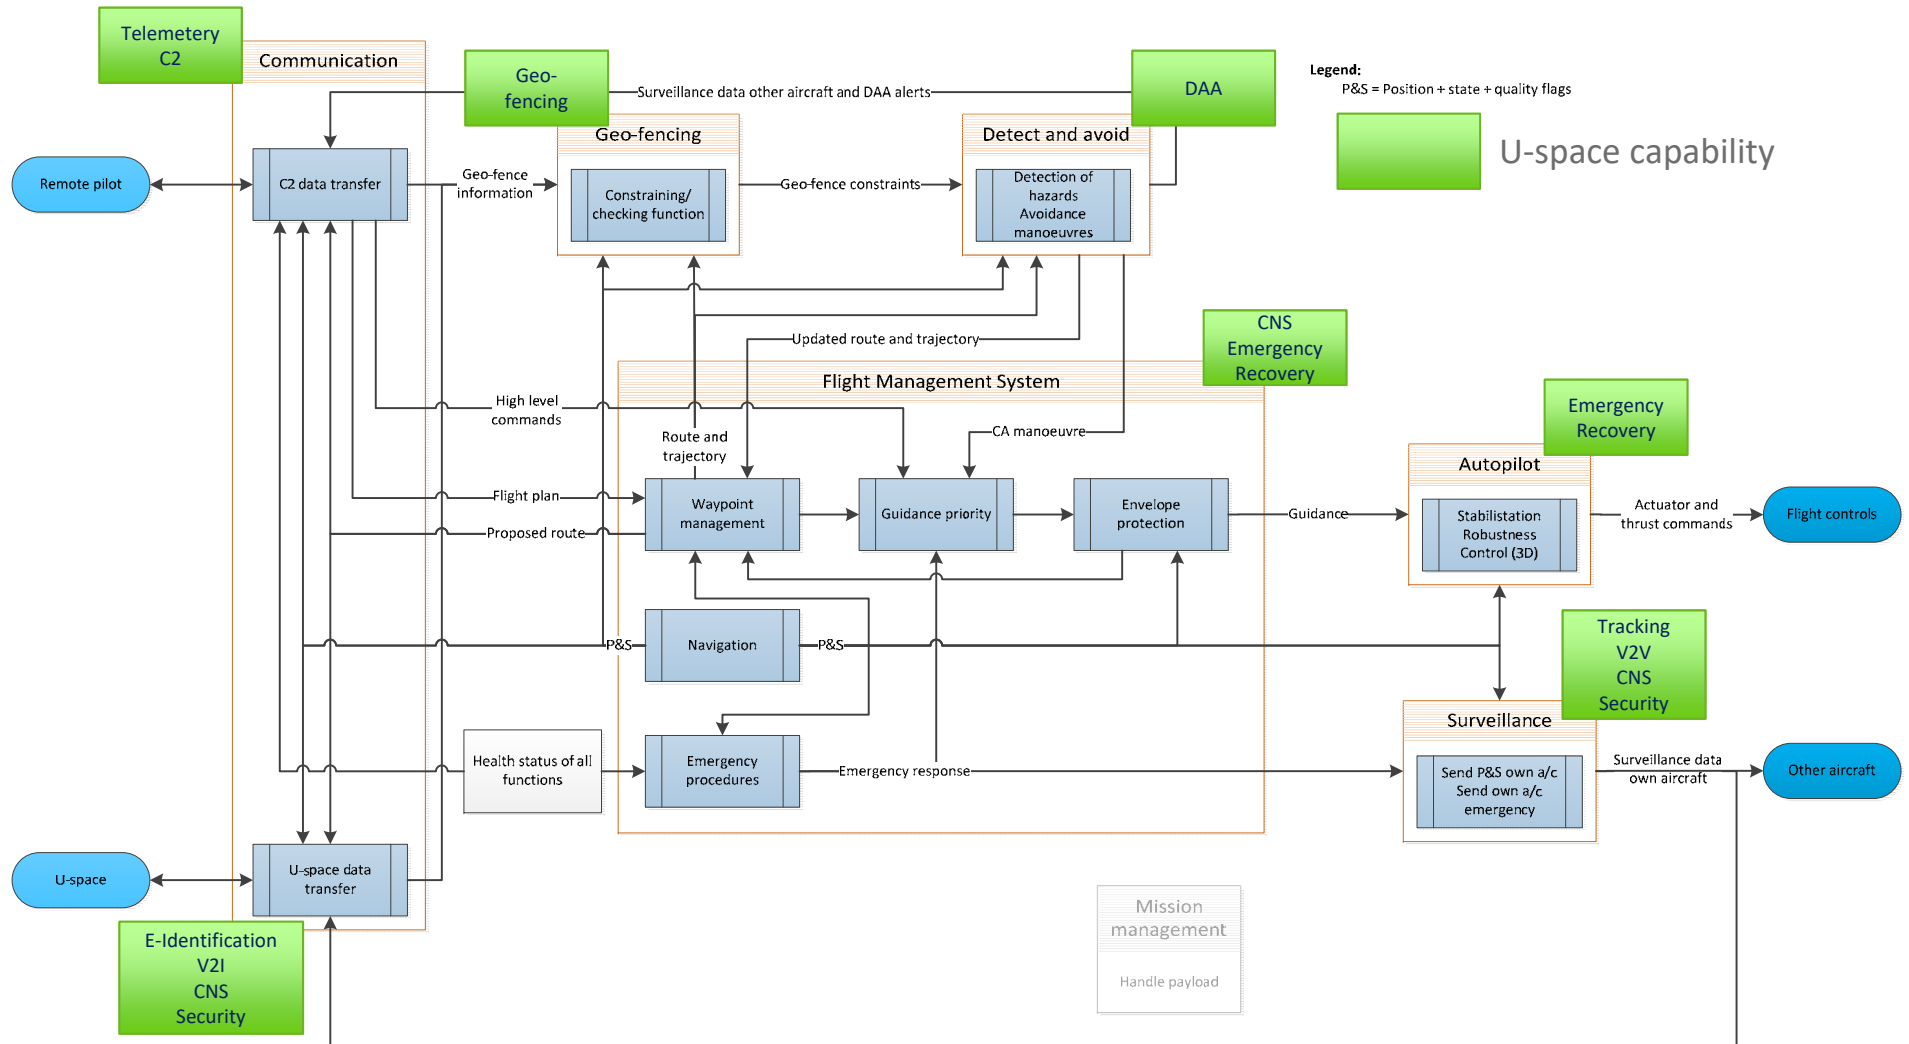 Telemetery
C2
Communication
Geo-
fencing
Surveillance data other aircraft and DAA alerts
DAA
Legend:
P&S = Position + state + quality flags
U-space capability
Geo-fencing
Detect and avoid
Remote pilot
C2 data transfer
Geo-fence
information
Constraining/
checking function
Geo-fence constraints
Detection of
hazards
Avoidance
manoeuvres
Updated route and trajectory
CNS
Emergency
Recovery
Flight Management System
High level
commands
Route and
trajectory
CA manoeuvre
Emergency
Recovery
Autopilot
Flight plan
Waypoint
management
Guidance priority
Envelope
protection
Guidance
Stabilistation
Robustness
Control (3D)
Actuator and
thrust commands
Flight controls
Proposed route
P&S
Navigation
P&S
Tracking
V2V
CNS
Security
Surveillance
Health status of all
functions
Emergency
procedures
Emergency response
Send P&S own a/c
Send own a/c
emergency
Surveillance data
own aircraft
Other aircraft
U-space
U-space data
transfer
Mission
management
Handle payload
E-Identification
V2I
CNS
Security